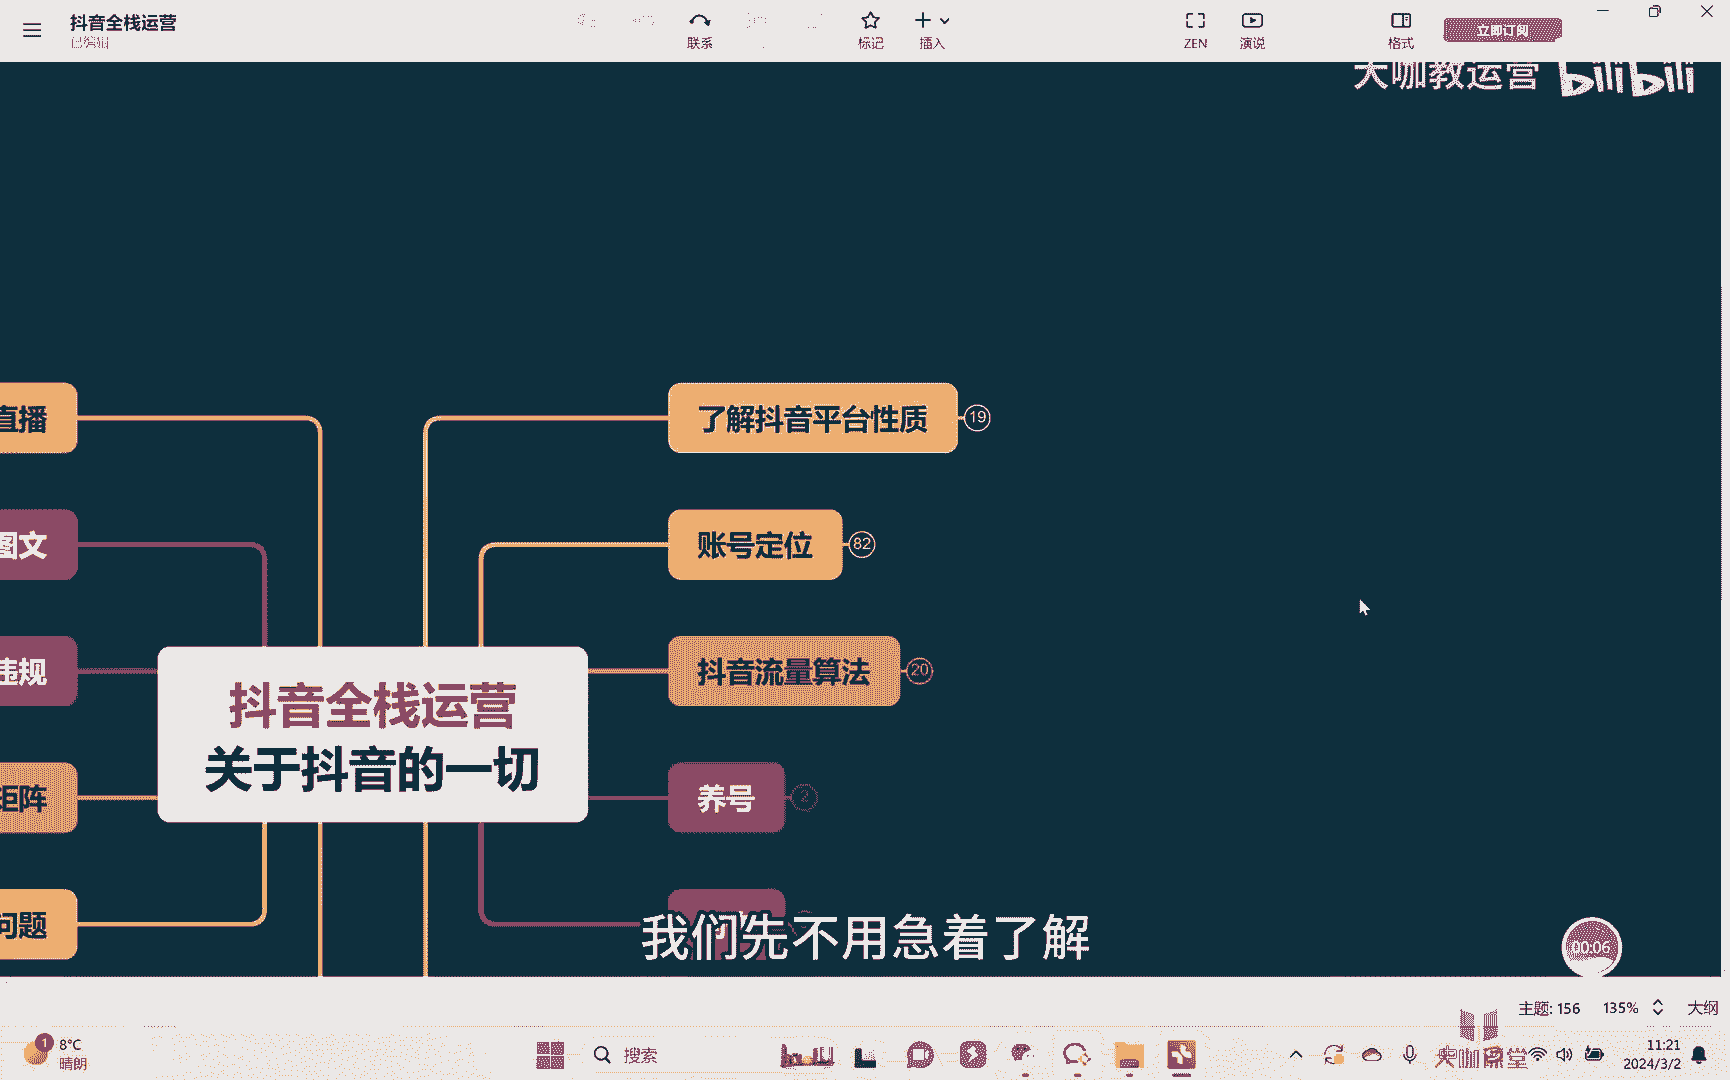 抖音全栈运营
已编辑
联系
标记
插入
ZEN
演说
格式
立即订阅
大咖教运营 bilibili
直播
了解抖音平台性质 19
图文
账号定位 82
违规
抖音流量算法 20
抖音全栈运营
关于抖音的一切
矩阵
养号 2
问题
我们先不用急着了解
00:06
主题: 156
135%
大纲
1
8°C
晴朗
搜索
大咖课堂
11:21
2024/3/2